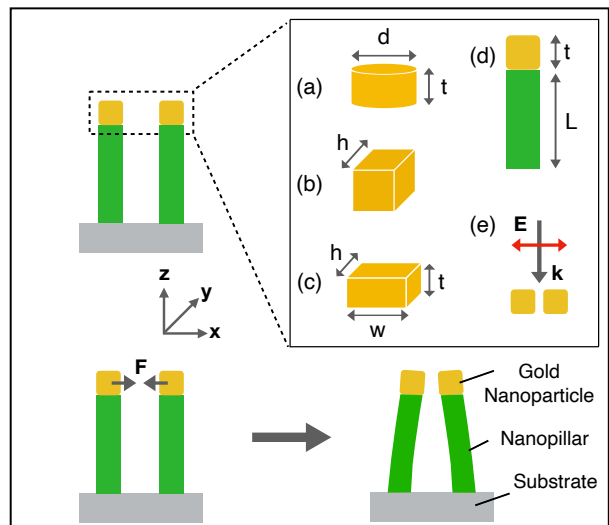 d
(a)
t
h
(b)
h
(c)
t
w
(d)
t
L
(e)
E
k
z
y
x
F
Gold
Nanoparticle
Nanopillar
Substrate